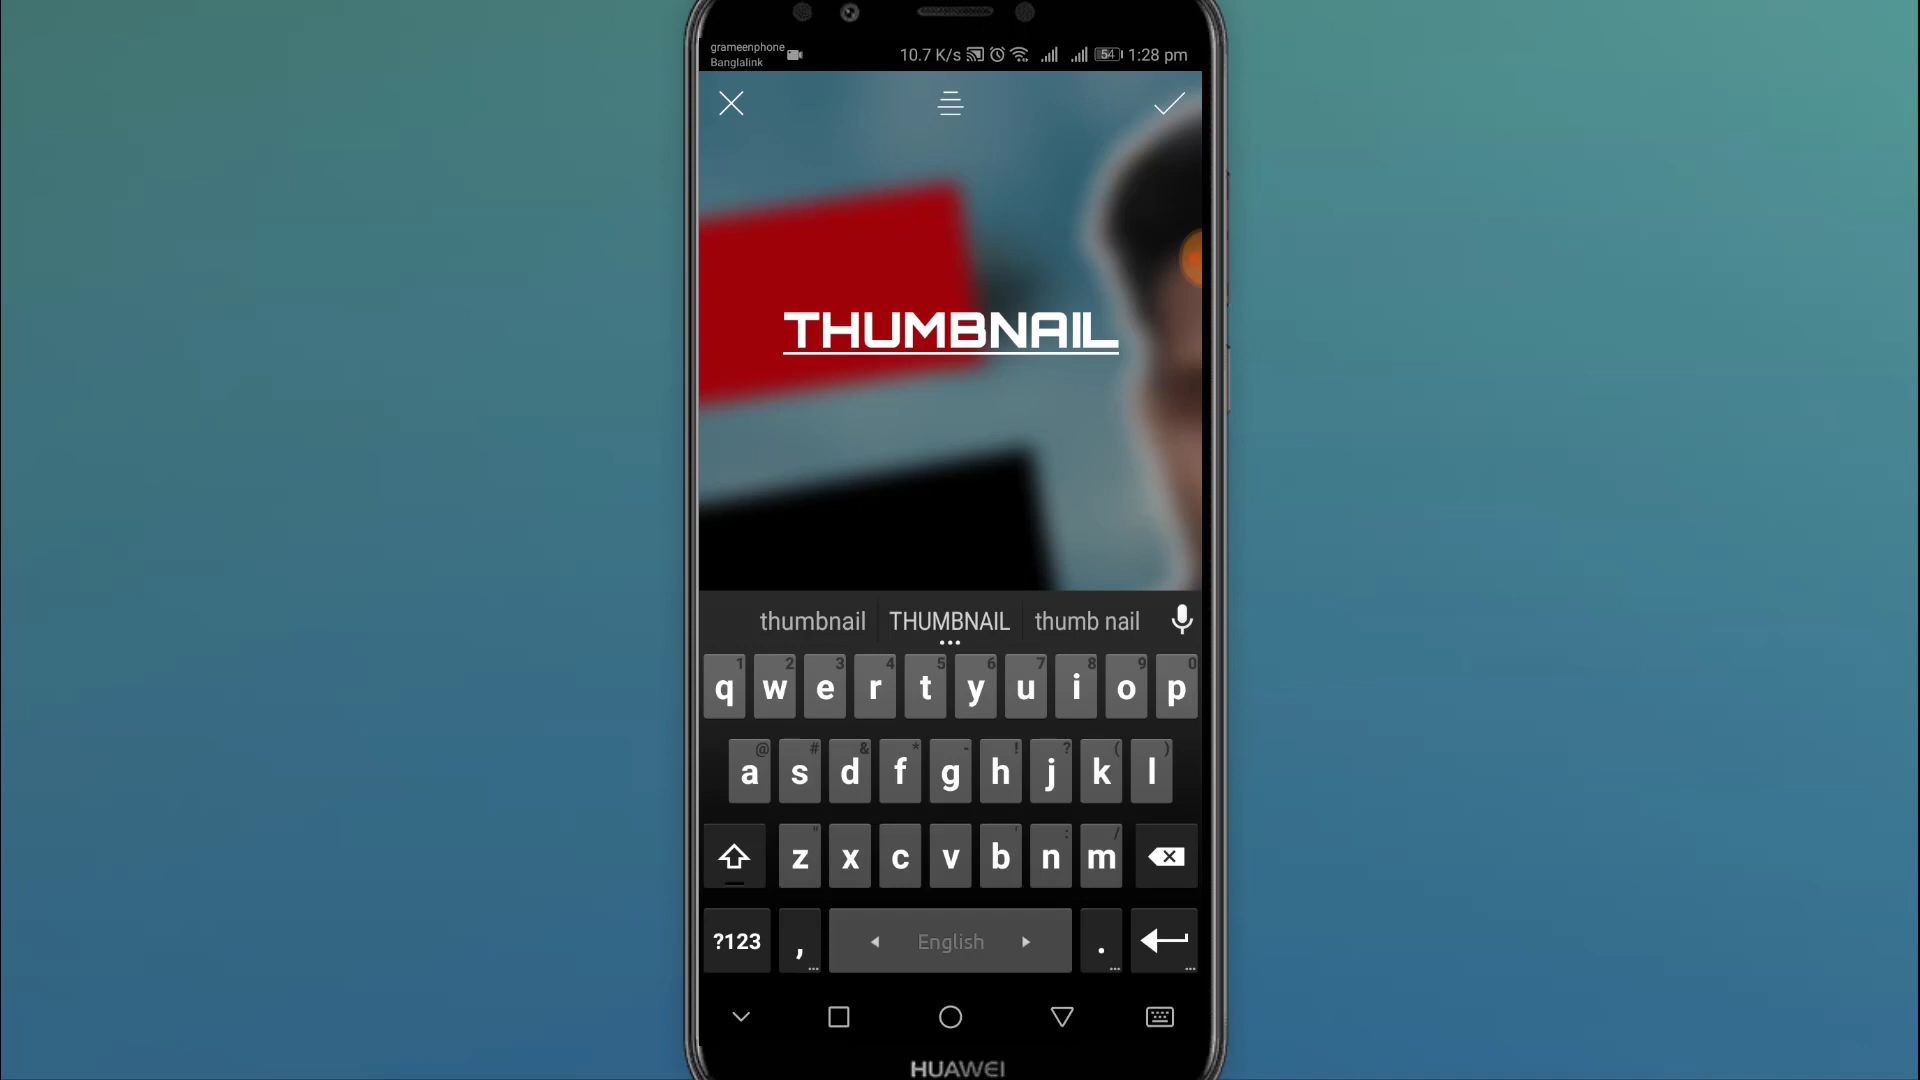 grameenphone
Banglalink
10.7 K/s 54 1:28 pm
THUMBNAIL
thumbnail THUMBNAIL thumb nail
1 2 3 4 5 6 7 8 9 0
q w e r t y u i o p
@ # & * - ! ? ( )
a s d f g h j k l
" ' : /
z x c v b n m
?123 , English .
HUAWEI